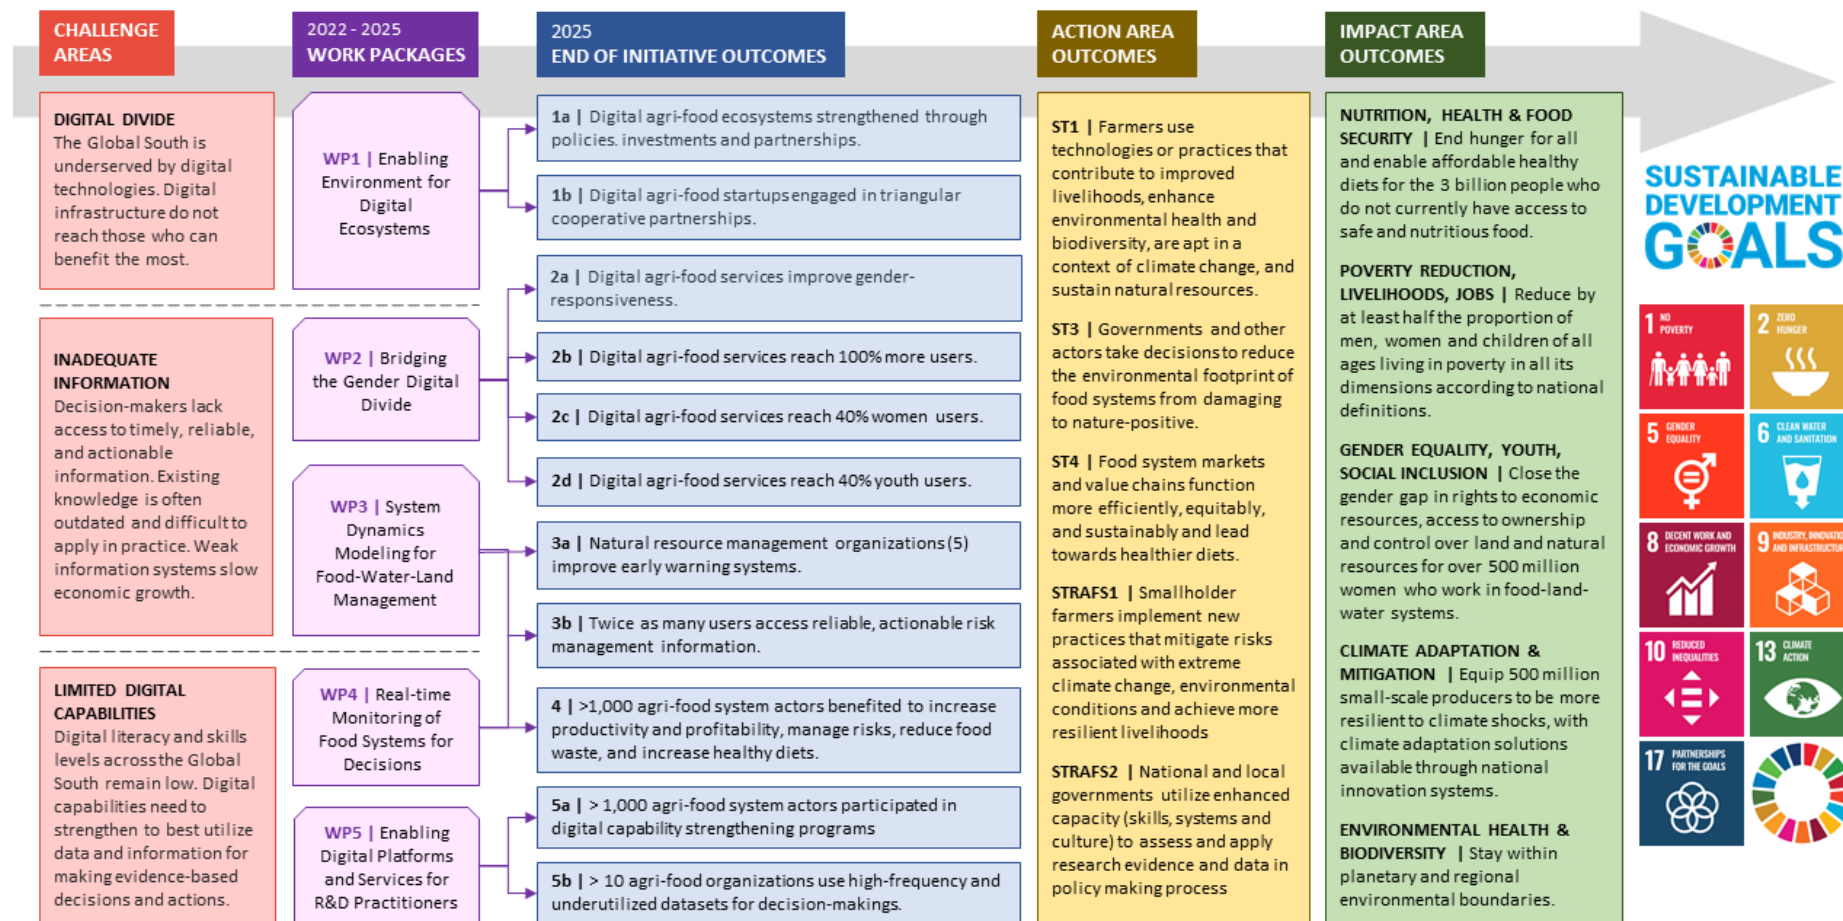 CHALLENGE
AREAS
2022 - 2025
WORK PACKAGES
2025
END OF INITIATIVE OUTCOMES
ACTION AREA
OUTCOMES
IMPACT AREA
OUTCOMES
DIGITAL DIVIDE
The Global South is
underserved by digital
technologies. Digital
infrastructure do not
reach those who can
benefit the most.
INADEQUATE
INFORMATION
Decision-makers lack
access to timely, reliable,
and actionable
information. Existing
knowledge is often
outdated and difficult to
apply in practice. Weak
information systems slow
economic growth.
LIMITED DIGITAL
CAPABILITIES
Digital literacy and skills
levels across the Global
South remain low. Digital
capabilities need to
strengthen to best utilize
data and information for
making evidence-based
decisions and actions.
WP1 | Enabling
Environment for
Digital
Ecosystems
WP2 | Bridging
the Gender Digital
Divide
WP3 | System
Dynamics
Modeling for
Food-Water-Land
Management
WP4 | Real-time
Monitoring of
Food Systems for
Decisions
WP5 | Enabling
Digital Platforms
and Services for
R&D Practitioners
1a | Digital agri-food ecosystems strengthened through
policies. investments and partnerships.
1b | Digital agri-food startups engaged in triangular
cooperative partnerships.
2a | Digital agri-food services improve gender-
responsiveness.
2b | Digital agri-food services reach 100% more users.
2c | Digital agri-food services reach 40% women users.
2d | Digital agri-food services reach 40% youth users.
3a | Natural resource management organizations (5)
improve early warning systems.
3b | Twice as many users access reliable, actionable risk
management information.
4 | >1,000 agri-food system actors benefited to increase
productivity and profitability, manage risks, reduce food
waste, and increase healthy diets.
5a | > 1,000 agri-food system actors participated in
digital capability strengthening programs
5b | > 10 agri-food organizations use high-frequency and
underutilized datasets for decision-makings.
ST1 | Farmers use
technologies or practices that
contribute to improved
livelihoods, enhance
environmental health and
biodiversity, are apt in a
context of climate change, and
sustain natural resources.
ST3 | Governments and other
actors take decisions to reduce
the environmental footprint of
food systems from damaging
to nature-positive.
ST4 | Food system markets
and value chains function
more efficiently, equitably,
and sustainably and lead
towards healthier diets.
STRAFS1 | Smallholder
farmers implement new
practices that mitigate risks
associated with extreme
climate change, environmental
conditions and achieve more
resilient livelihoods
STRAFS2 | National and local
governments utilize enhanced
capacity (skills, systems and
culture) to assess and apply
research evidence and data in
policy making process
NUTRITION, HEALTH & FOOD
SECURITY | End hunger for all
and enable affordable healthy
diets for the 3 billion people who
do not currently have access to
safe and nutritious food.
POVERTY REDUCTION,
LIVELIHOODS, JOBS | Reduce by
at least half the proportion of
men, women and children of all
ages living in poverty in all its
dimensions according to national
definitions.
GENDER EQUALITY, YOUTH,
SOCIAL INCLUSION | Close the
gender gap in rights to economic
resources, access to ownership
and control over land and natural
resources for over 500 million
women who work in food-land-
water systems.
CLIMATE ADAPTATION &
MITIGATION | Equip 500 million
small-scale producers to be more
resilient to climate shocks, with
climate adaptation solutions
available through national
innovation systems.
ENVIRONMENTAL HEALTH &
BIODIVERSITY | Stay within
planetary and regional
environmental boundaries.
SUSTAINABLE
DEVELOPMENT
GOALS
1 NO
POVERTY
2 ZERO
HUNGER
5 GENDER
EQUALITY
6 CLEAN WATER
AND SANITATION
8 DECENT WORK AND
ECONOMIC GROWTH
9 INDUSTRY, INNOVATIO
AND INFRASTRUCTUR
10 REDUCED
INEQUALITIES
13 CLIMATE
ACTION
17 PARTNERSHIPS
FOR THE GOALS